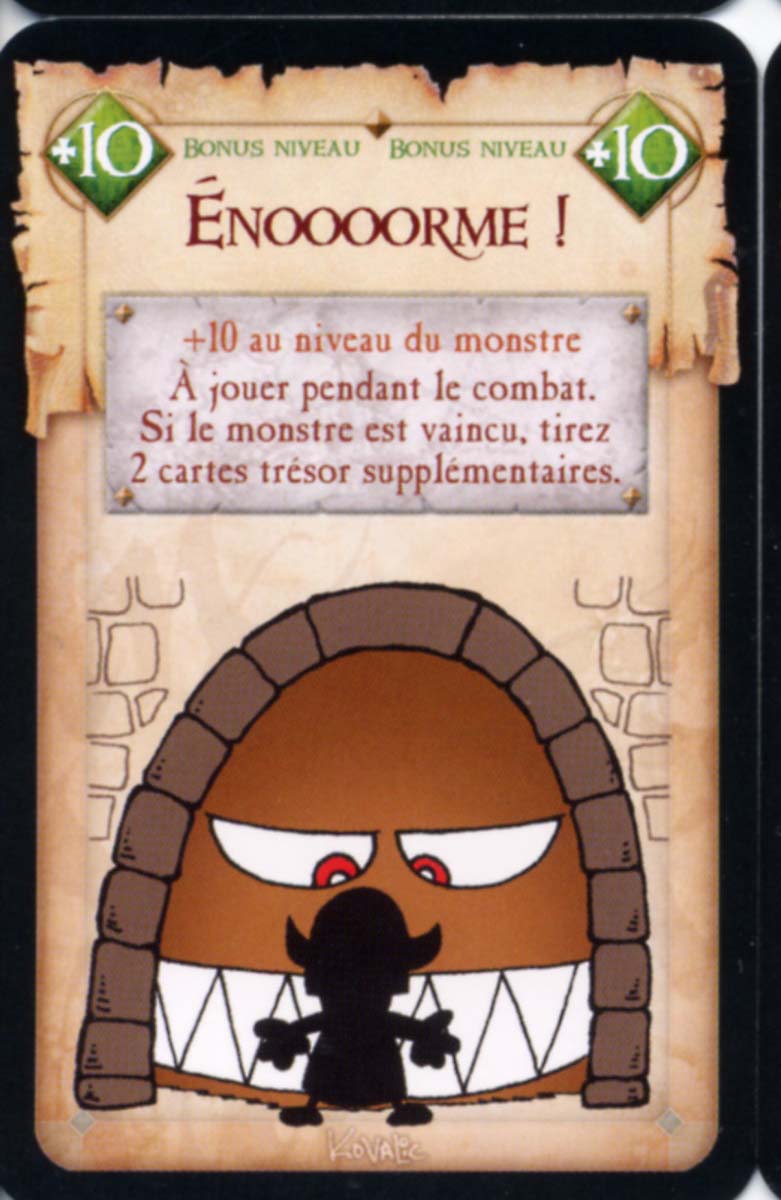 +10 BONUS NIVEAU BONUS NIVEAU +10
ÉNOOOORME !
+10 au niveau du monstre
À jouer pendant le combat.
Si le monstre est vaincu, tirez
2 cartes trésor supplémentaires.
KOVALIC